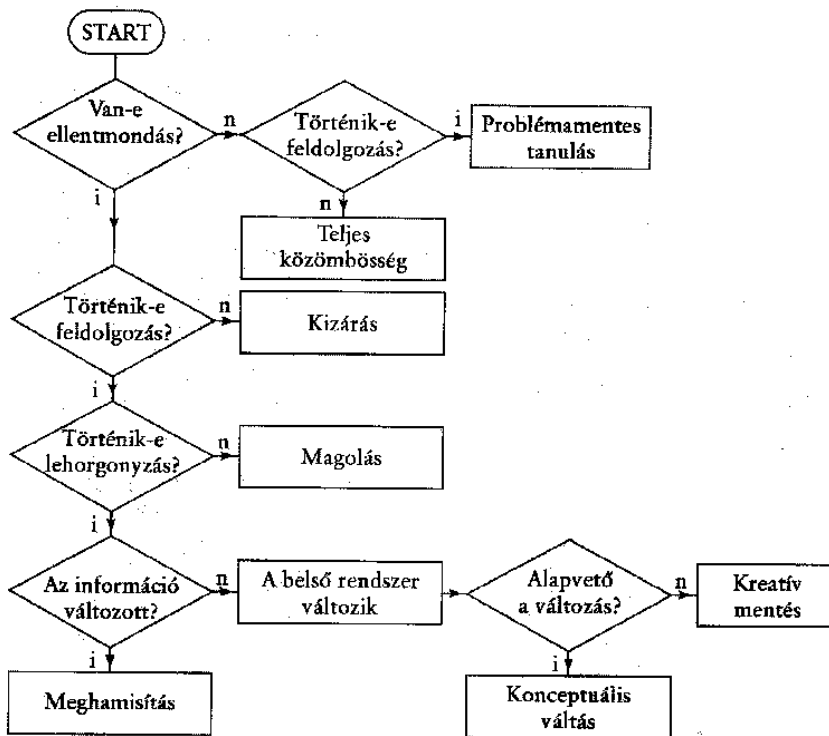 START
Van-e
ellentmondás?
n
Történik-e
feldolgozás?
i
Problémamentes
tanulás
i
n
Teljes
közömbösség
Történik-e
feldolgozás?
n
Kizárás
i
Történik-e
lehorgonyzás?
n
Magolás
i
Az információ
változott?
n
A belső rendszer
változik
Alapvető
a változás?
n
Kreatív
mentés
i
Meghamisítás
i
Konceptuális
váltás